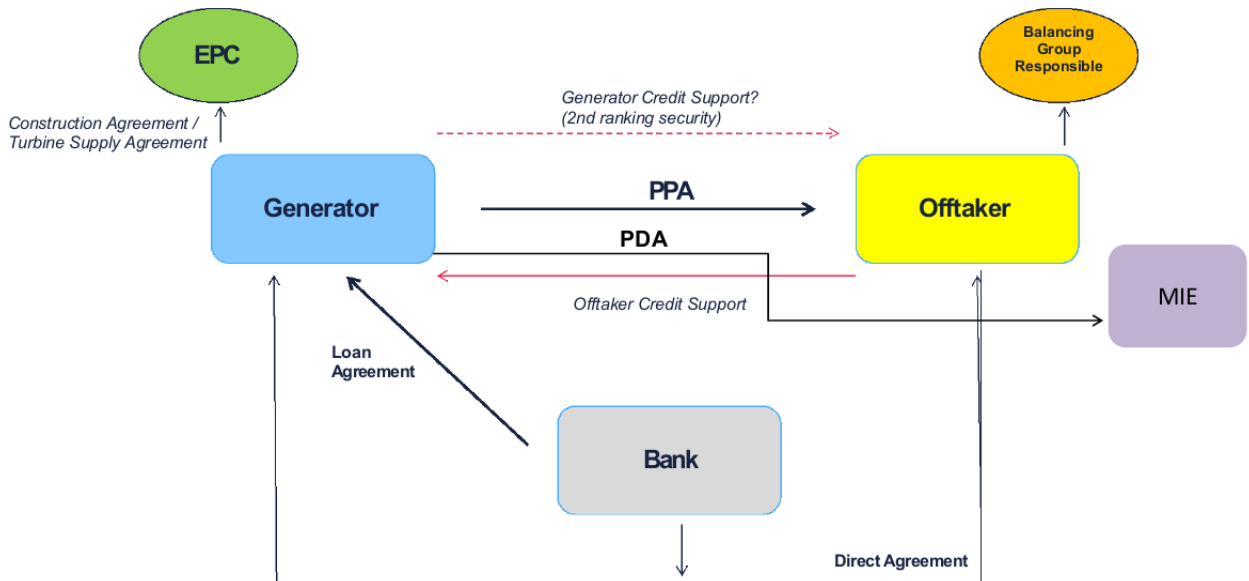 EPC
Balancing
Group
Responsible
Generator Credit Support?
(2nd ranking security)
Construction Agreement /
Turbine Supply Agreement
Generator
PPA
Offtaker
PDA
MIE
Offtaker Credit Support
Loan
Agreement
Bank
Direct Agreement